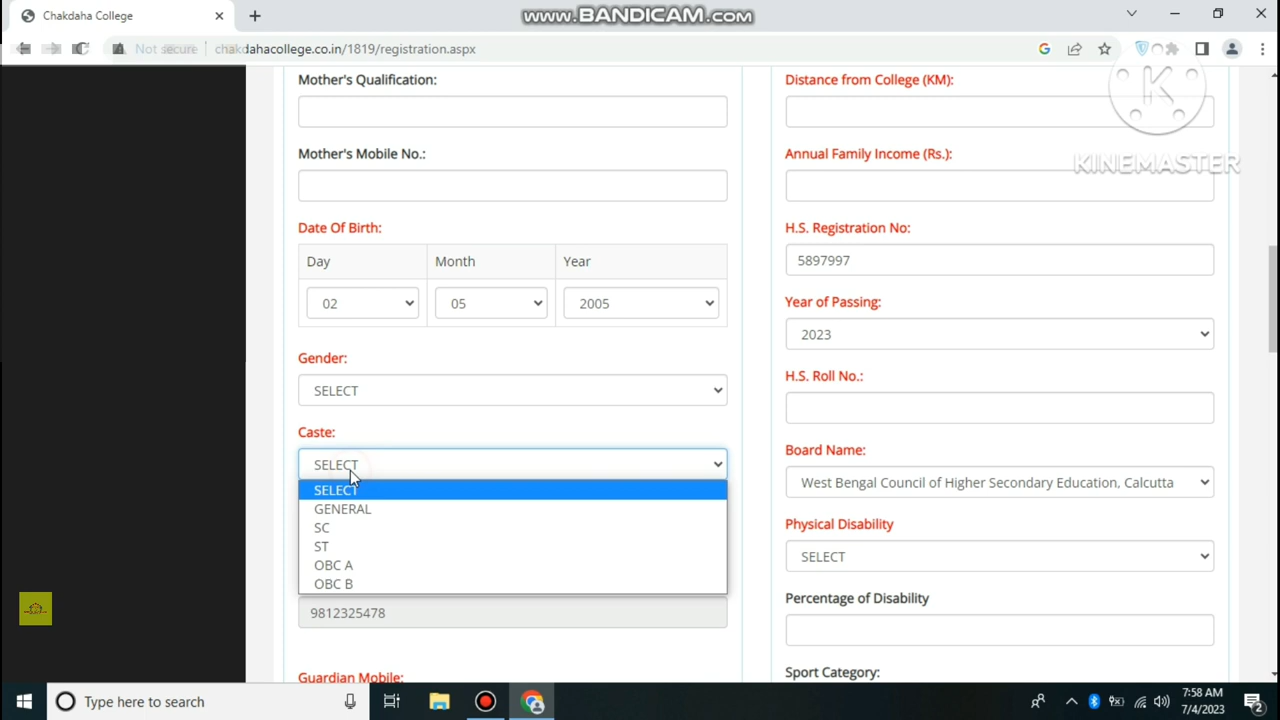 Chakdaha College
www.BANDICAM.com
Not secure
chakdahacollege.co.in/1819/registration.aspx
K
KINEMASTER
Mother's Qualification:
Mother's Mobile No.:
Date Of Birth:
Day Month Year
02 05 2005
Gender:
SELECT
Caste:
SELECT
SELECT
GENERAL
SC
ST
OBC A
OBC B
9812325478
Guardian Mobile:
Distance from College (KM):
Annual Family Income (Rs.):
H.S. Registration No:
5897997
Year of Passing:
2023
H.S. Roll No.:
Board Name:
West Bengal Council of Higher Secondary Education, Calcutta
Physical Disability
SELECT
Percentage of Disability
Sport Category:
Type here to search
7:58 AM
7/4/2023
2